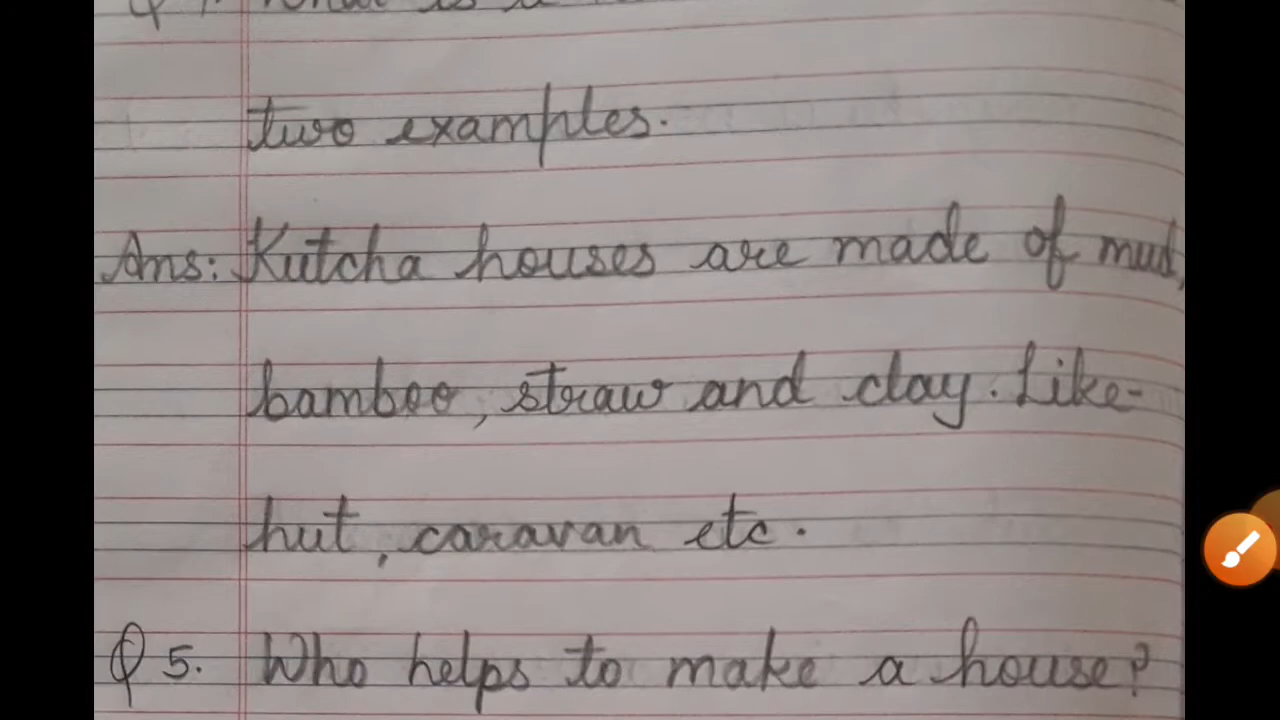 two examples.
Ans: Kutcha houses are made of mud,
bamboo, straw and clay. Like-
hut, caravan etc.
Q 5. Who helps to make a house?